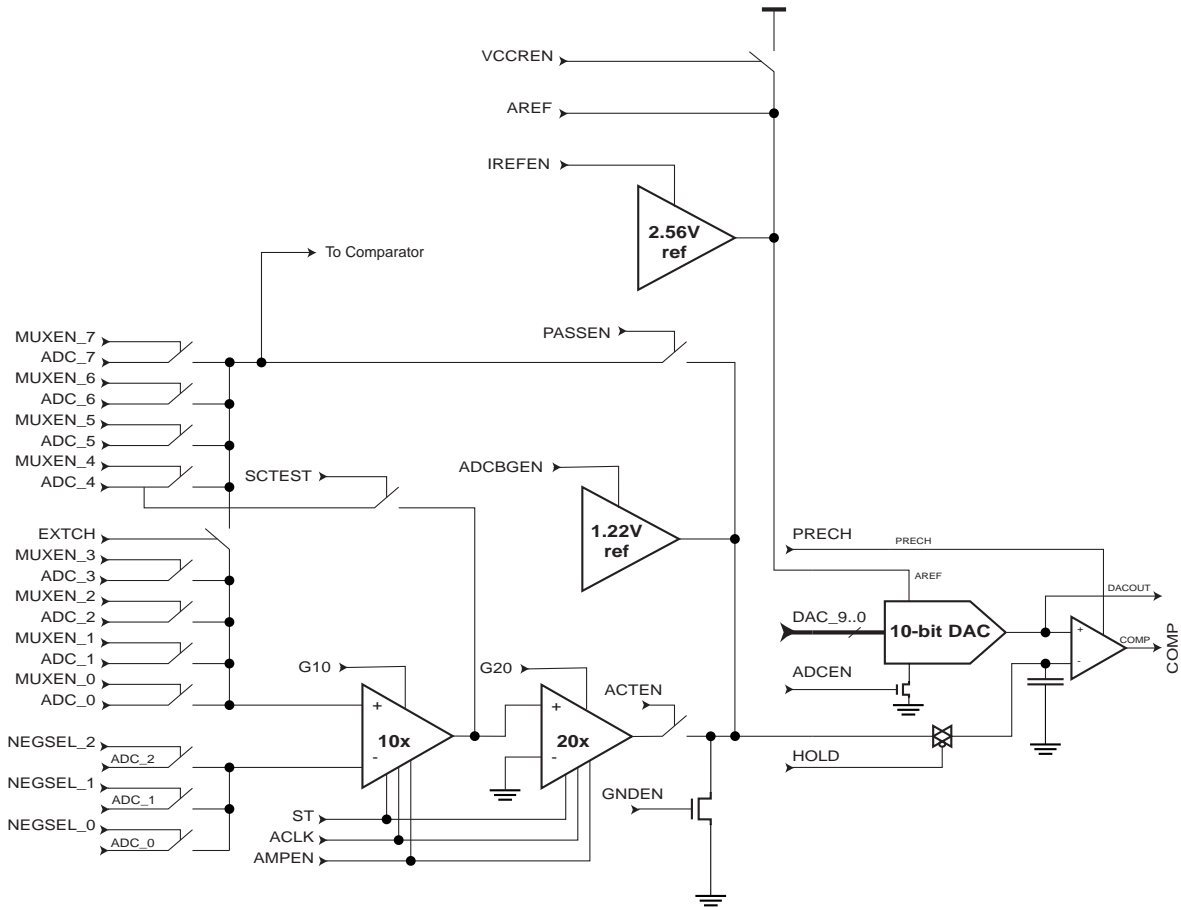 VCCREN
AREF
IREFEN
2.56V
ref
To Comparator
PASSEN
MUXEN_7
ADC_7
MUXEN_6
ADC_6
MUXEN_5
ADC_5
MUXEN_4
ADC_4
SCTEST
ADCBGEN
1.22V
ref
EXTCH
MUXEN_3
ADC_3
MUXEN_2
ADC_2
MUXEN_1
ADC_1
MUXEN_0
ADC_0
PRECH
PRECH
AREF
DACOUT
DAC_9..0
10-bit DAC
+
-
COMP
COMP
ADCEN
G10
G20
ACTEN
+
10x
-
+
20x
-
HOLD
NEGSEL_2
ADC_2
NEGSEL_1
ADC_1
NEGSEL_0
ADC_0
GNDEN
ST
ACLK
AMPEN